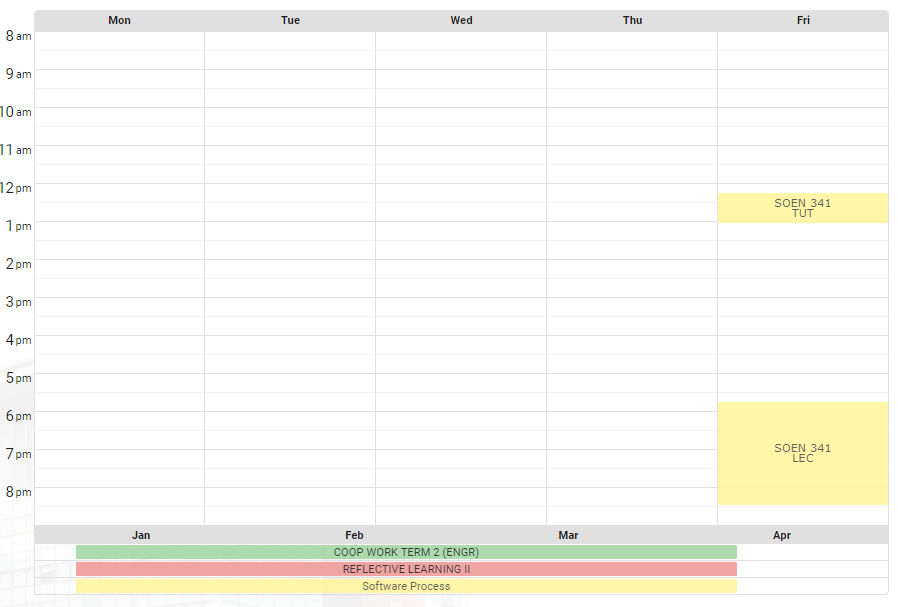 Mon Tue Wed Thu Fri
8 am
9 am
10 am
11 am
12 pm
SOEN 341
TUT
1 pm
2 pm
3 pm
4 pm
5 pm
6 pm
SOEN 341
7 pm
LEC
8 pm
Jan Feb Mar Apr
COOP WORK TERM 2 (ENGR)
REFLECTIVE LEARNING II
Software Process